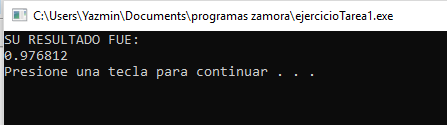 C:\Users\Yazmin\Documents\programas zamora\ejercicioTarea1.exe
SU RESULTADO FUE:
0.976812
Presione una tecla para continuar . . .